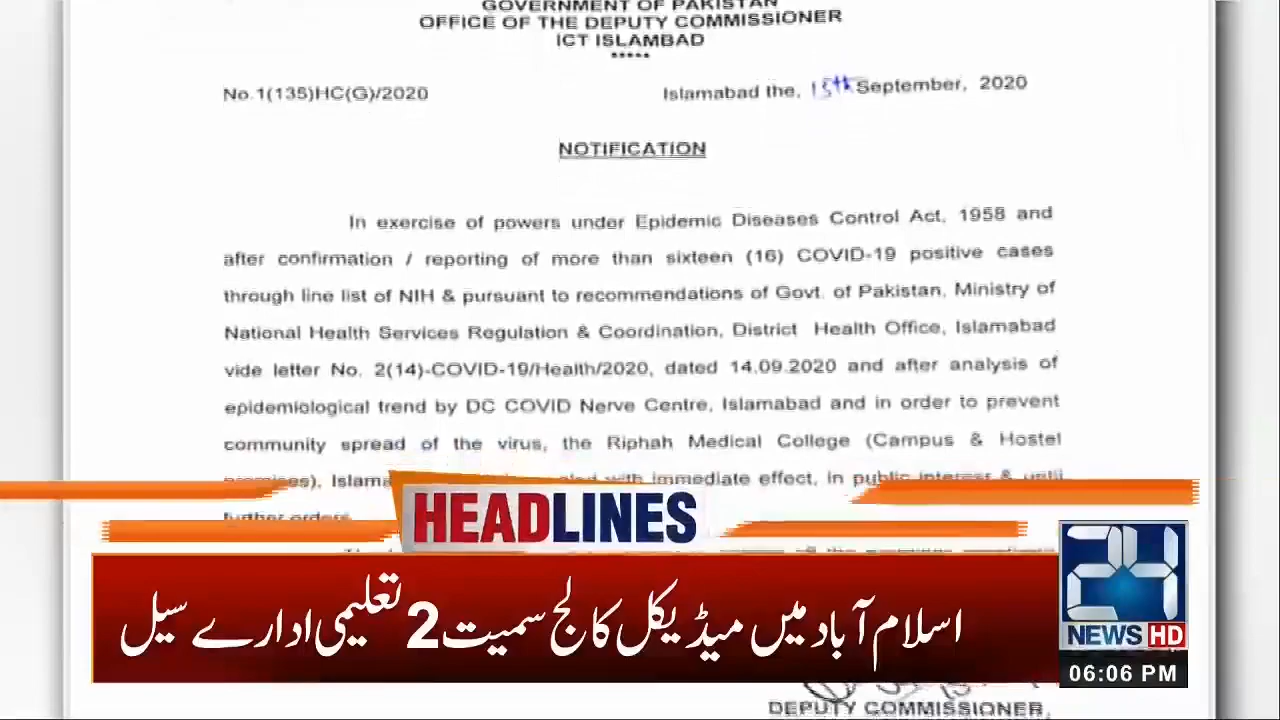 GOVERNMENT OF PAKISTAN
OFFICE OF THE DEPUTY COMMISSIONER
ICT ISLAMBAD
*****
No.1(135)HC(G)/2020 Islamabad the, 15th September, 2020
NOTIFICATION
In exercise of powers under Epidemic Diseases Control Act, 1958 and
after confirmation / reporting of more than sixteen (16) COVID-19 positive cases
through line list of NIH & pursuant to recommendations of Govt. of Pakistan, Ministry of
National Health Services Regulation & Coordination, District Health Office, Islamabad
vide letter No. 2(14)-COVID-19/Health/2020, dated 14.09.2020 and after analysis of
epidemiological trend by DC COVID Nerve Centre, Islamabad and in order to prevent
community spread of the virus, the Riphah Medical College (Campus & Hostel
with immediate effect, in public interest & until
further orders
HEADLINES
اسلام آباد میں میڈیکل کالج سمیت 2 تعلیمی ادارے سیل
24
NEWS HD
06:06 PM
DEPUTY COMMISSIONER,